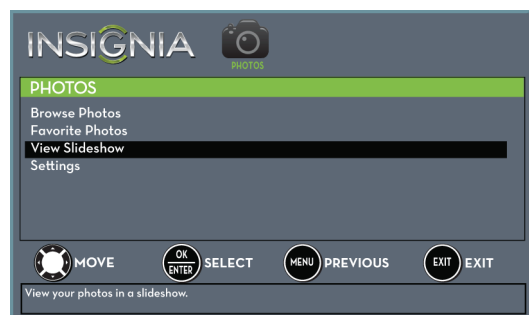 INSIGNIA
PHOTOS
PHOTOS
Browse Photos
Favorite Photos
View Slideshow
Settings
MOVE
OK
ENTER
SELECT
MENU
PREVIOUS
EXIT
EXIT
View your photos in a slideshow.